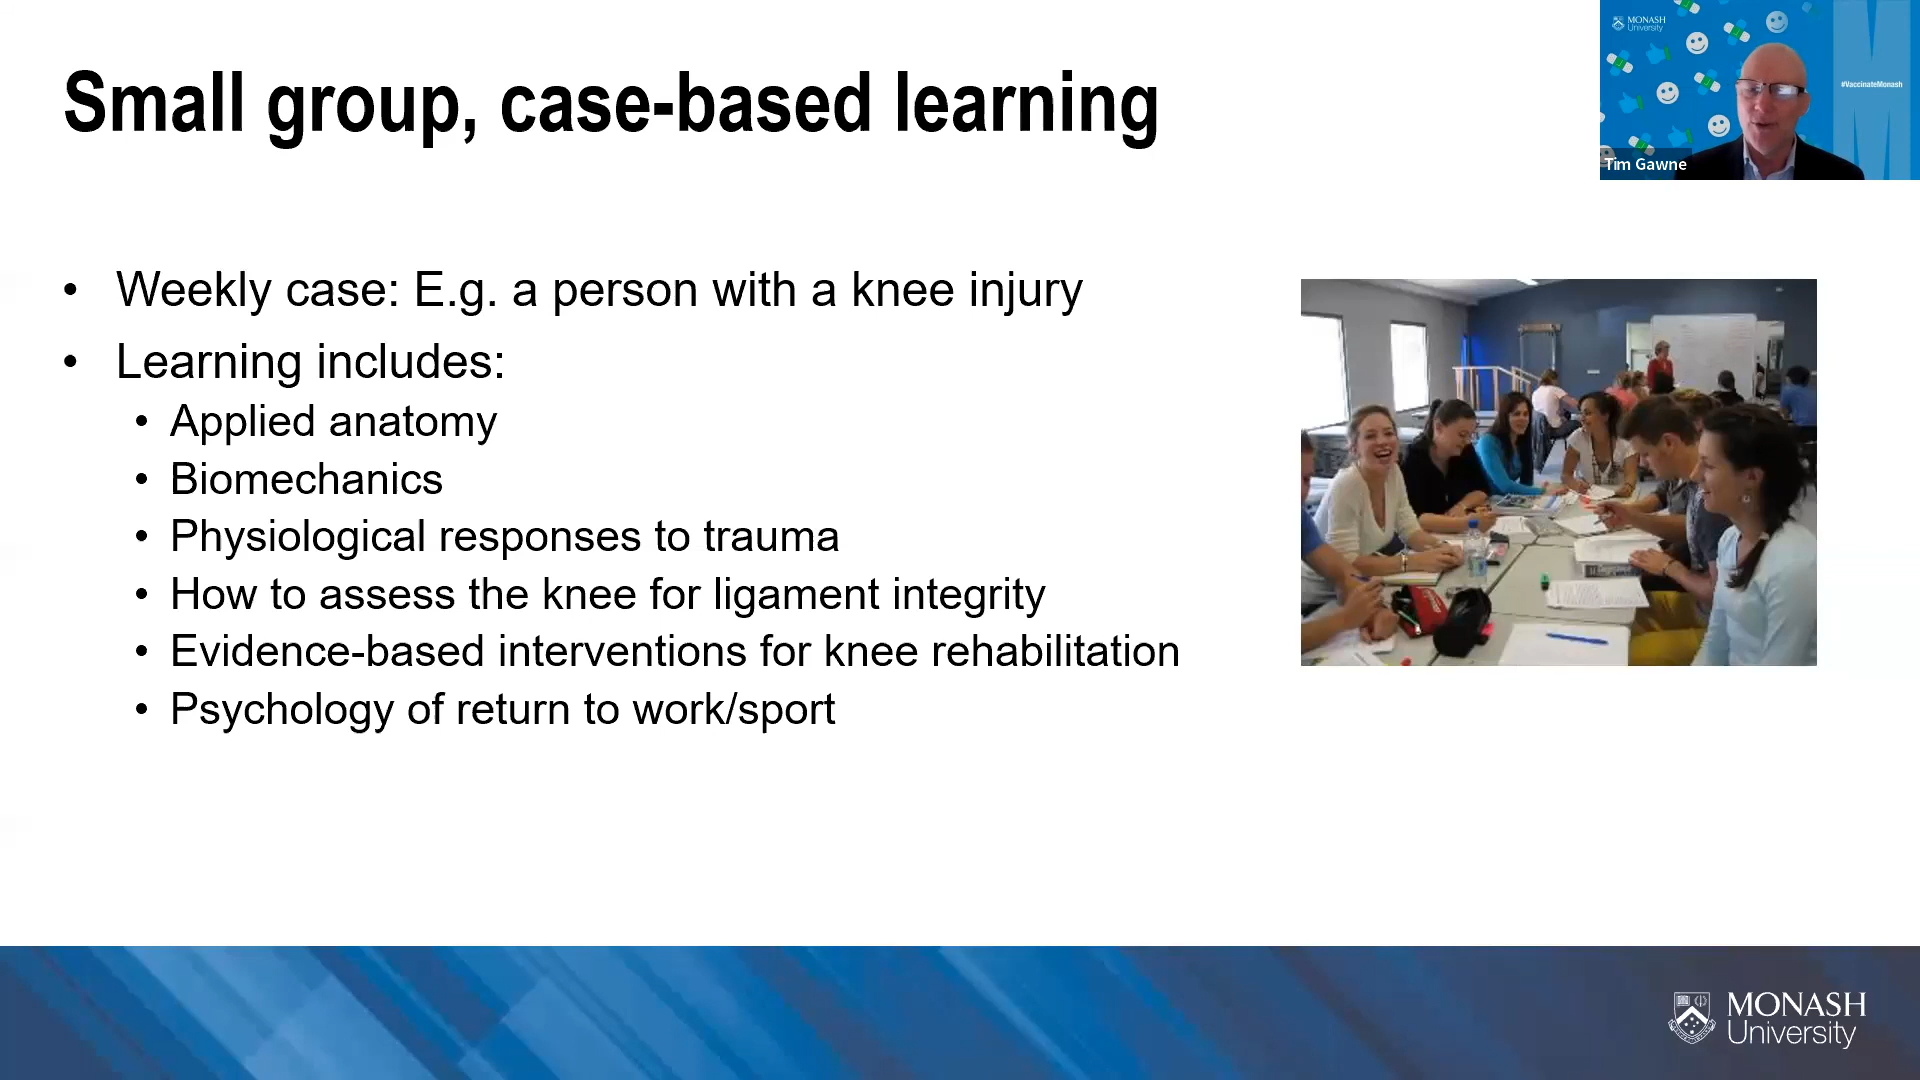 Small group, case-based learning
MONASH
University
#VaccinateMonash
Tim Gawne
• Weekly case: E.g. a person with a knee injury
• Learning includes:
• Applied anatomy
• Biomechanics
• Physiological responses to trauma
• How to assess the knee for ligament integrity
• Evidence-based interventions for knee rehabilitation
• Psychology of return to work/sport
MONASH
University